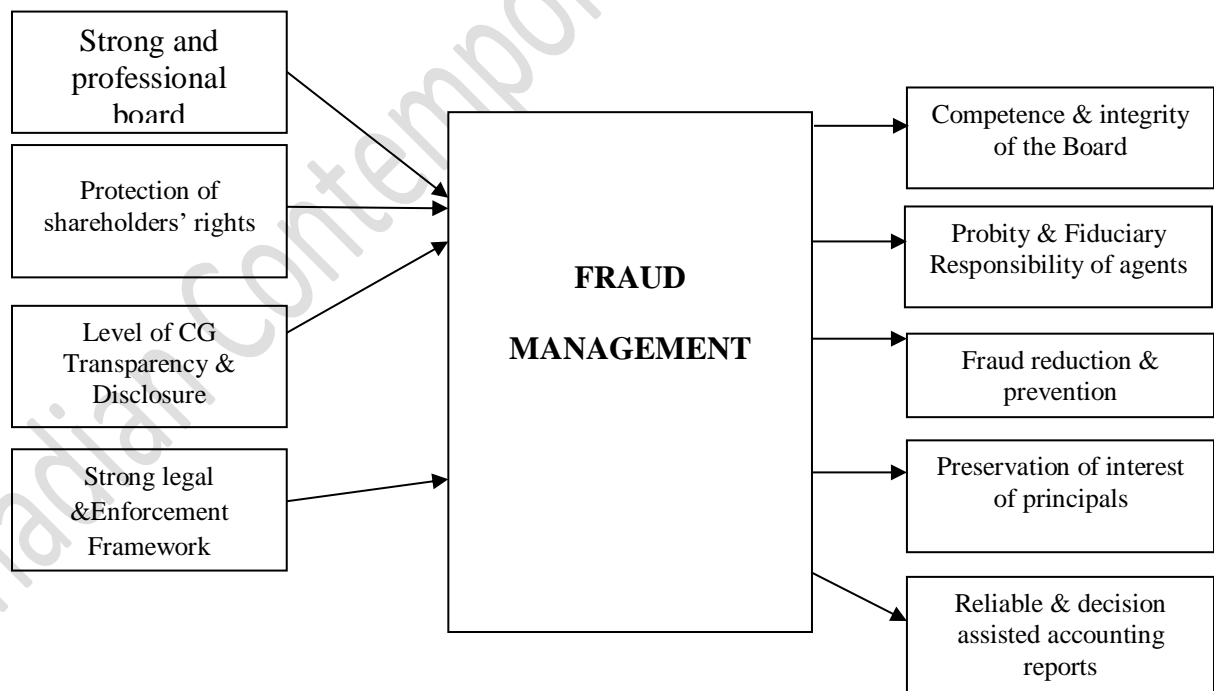 Strong and
professional
board
Protection of
shareholders' rights
Level of CG
Transparency &
Disclosure
Strong legal
&Enforcement
Framework
FRAUD
MANAGEMENT
Competence & integrity
of the Board
Probity & Fiduciary
Responsibility of agents
Fraud reduction &
prevention
Preservation of interest
of principals
Reliable & decision
assisted accounting
reports